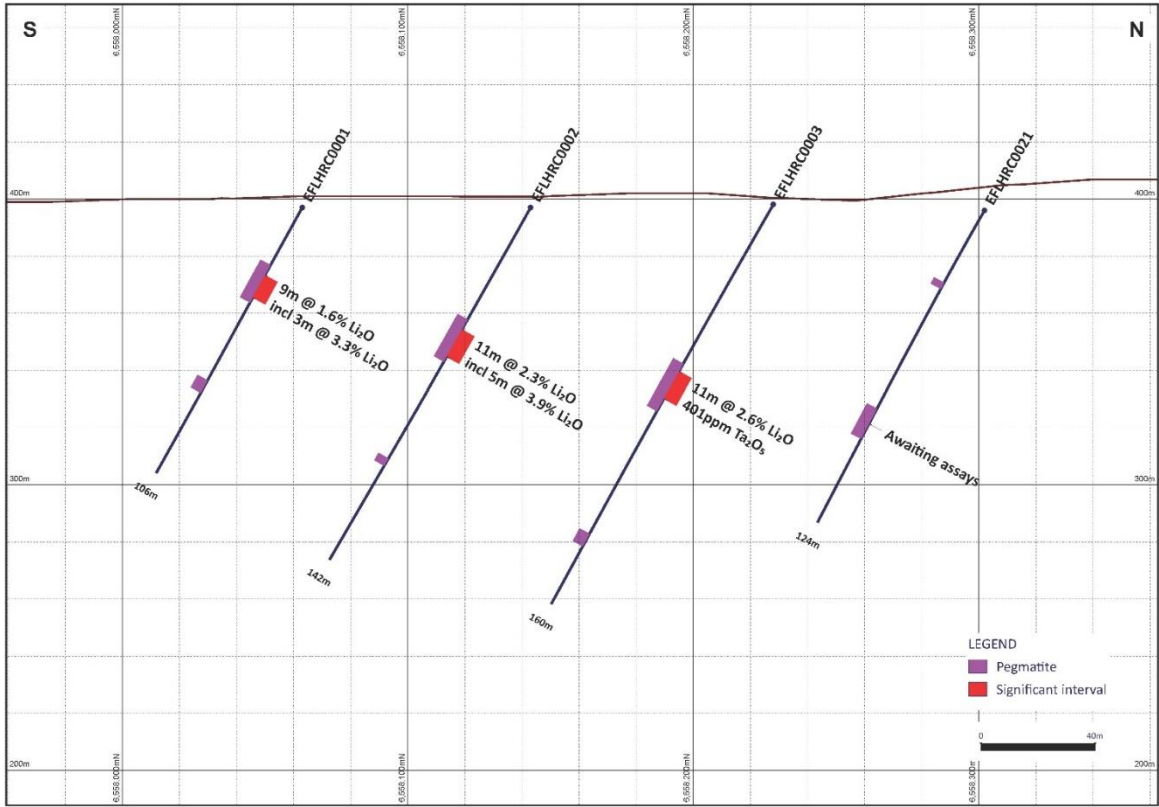 S
N
6,558,000mN
6,558,100mN
6,558,200mN
6,558,300mN
EFLHRC0001
EFLHRC0002
EFLHRC0003
EFLHRC0021
400m
400m
9m @ 1.6% Li₂O
incl 3m @ 3.3% Li₂O
11m @ 2.3% Li₂O
incl 5m @ 3.9% Li₂O
11m @ 2.6% Li₂O
401ppm Ta₂O₅
Awaiting assays
300m
300m
106m
142m
160m
124m
LEGEND
Pegmatite
Significant interval
0
40m
200m
200m
6,558,000mN
6,558,100mN
6,558,200mN
6,558,300m